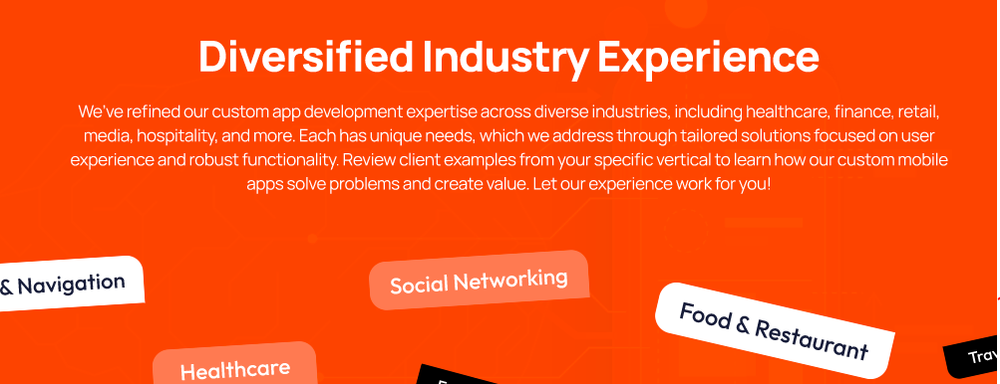 Diversified Industry Experience
We've refined our custom app development expertise across diverse industries, including healthcare, finance, retail,
media, hospitality, and more. Each has unique needs, which we address through tailored solutions focused on user
experience and robust functionality. Review client examples from your specific vertical to learn how our custom mobile
apps solve problems and create value. Let our experience work for you!
& Navigation
Social Networking
Food & Restaurant
Healthcare